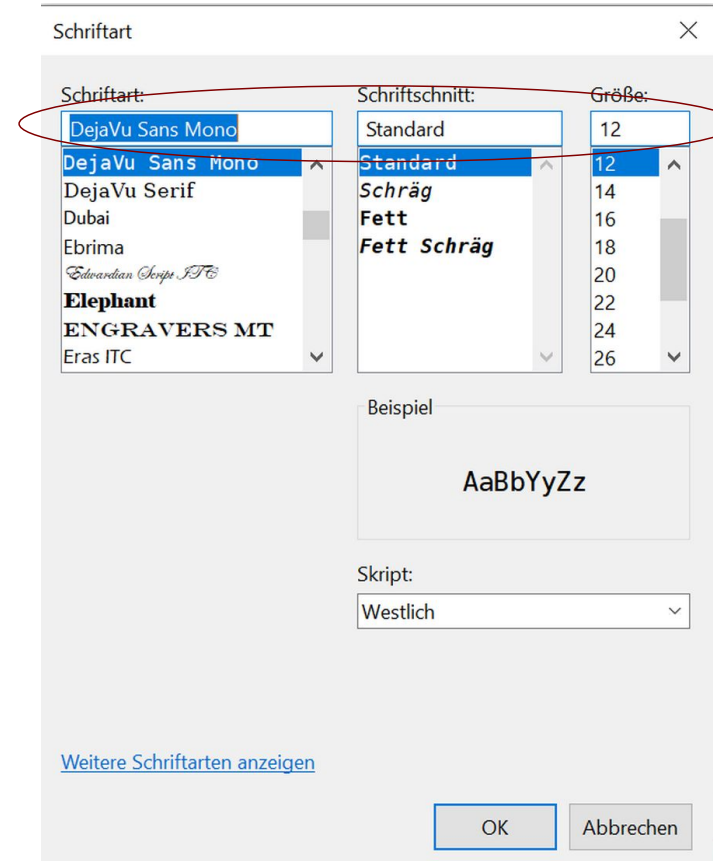 Schriftart
Schriftart:
Schriftschnitt:
Größe:
DejaVu Sans Mono
Standard
12
DejaVu Sans Mono
DejaVu Serif
Dubai
Ebrima
Edwardian Script ITC
Elephant
ENGRAVERS MT
Eras ITC
Standard
Schräg
Fett
Fett Schräg
12
14
16
18
20
22
24
26
Beispiel
AaBbYyZz
Skript:
Westlich
Weitere Schriftarten anzeigen
OK
Abbrechen